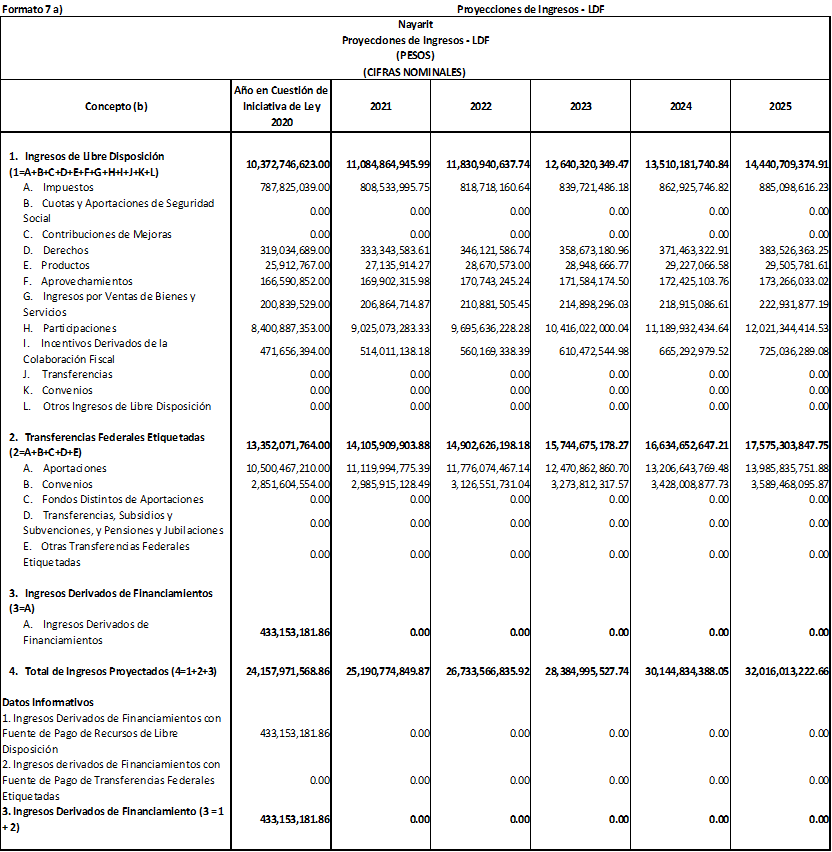 Formato 7 a) Proyecciones de Ingresos - LDF
Nayarit
Proyecciones de Ingresos - LDF
(PESOS)
(CIFRAS NOMINALES)
Concepto (b) Año en Cuestión de Iniciativa de Ley 2020 2021 2022 2023 2024 2025
1. Ingresos de Libre Disposición
(1=A+B+C+D+E+F+G+H+I+J+K+L) 10,372,746,623.00 11,084,864,945.99 11,830,940,637.74 12,640,320,349.47 13,510,181,740.84 14,440,709,374.91
A. Impuestos 787,825,039.00 808,533,995.75 818,718,160.64 839,721,486.18 862,925,746.82 885,098,616.23
B. Cuotas y Aportaciones de Seguridad
Social 0.00 0.00 0.00 0.00 0.00 0.00
C. Contribuciones de Mejoras 0.00 0.00 0.00 0.00 0.00 0.00
D. Derechos 319,034,689.00 333,343,583.61 346,121,586.74 358,673,180.96 371,463,322.91 383,526,363.25
E. Productos 25,912,767.00 27,135,914.27 28,670,573.00 28,948,666.77 29,227,066.58 29,505,781.61
F. Aprovechamientos 166,590,852.00 169,902,315.98 170,743,245.24 171,584,174.50 172,425,103.76 173,266,033.02
G. Ingresos por Ventas de Bienes y
Servicios 200,839,529.00 206,864,714.87 210,881,505.45 214,898,296.03 218,915,086.61 222,931,877.19
H. Participaciones 8,400,887,353.00 9,025,073,283.33 9,695,636,228.28 10,416,022,000.04 11,189,932,434.64 12,021,344,414.53
I. Incentivos Derivados de la
Colaboración Fiscal 471,656,394.00 514,011,138.18 560,169,338.39 610,472,544.98 665,292,979.52 725,036,289.08
J. Transferencias 0.00 0.00 0.00 0.00 0.00 0.00
K. Convenios 0.00 0.00 0.00 0.00 0.00 0.00
L. Otros Ingresos de Libre Disposición 0.00 0.00 0.00 0.00 0.00 0.00
2. Transferencias Federales Etiquetadas
(2=A+B+C+D+E) 13,352,071,764.00 14,105,909,903.88 14,902,626,198.18 15,744,675,178.27 16,634,652,647.21 17,575,303,847.75
A. Aportaciones 10,500,467,210.00 11,119,994,775.39 11,776,074,467.14 12,470,862,860.70 13,206,643,769.48 13,985,835,751.88
B. Convenios 2,851,604,554.00 2,985,915,128.49 3,126,551,731.04 3,273,812,317.57 3,428,008,877.73 3,589,468,095.87
C. Fondos Distintos de Aportaciones 0.00 0.00 0.00 0.00 0.00 0.00
D. Transferencias, Subsidios y
Subvenciones, y Pensiones y Jubilaciones 0.00 0.00 0.00 0.00 0.00 0.00
E. Otras Transferencias Federales
Etiquetadas 0.00 0.00 0.00 0.00 0.00 0.00
3. Ingresos Derivados de Financiamientos
(3=A)
A. Ingresos Derivados de
Financiamientos 433,153,181.86 0.00 0.00 0.00 0.00 0.00
4. Total de Ingresos Proyectados (4=1+2+3) 24,157,971,568.86 25,190,774,849.87 26,733,566,835.92 28,384,995,527.74 30,144,834,388.05 32,016,013,222.66
Datos Informativos
1. Ingresos Derivados de Financiamientos con
Fuente de Pago de Recursos de Libre
Disposición 433,153,181.86 0.00 0.00 0.00 0.00 0.00
2. Ingresos derivados de Financiamientos con
Fuente de Pago de Transferencias Federales
Etiquetadas 0.00 0.00 0.00 0.00 0.00 0.00
3. Ingresos Derivados de Financiamiento (3 =1
+ 2) 433,153,181.86 0.00 0.00 0.00 0.00 0.00